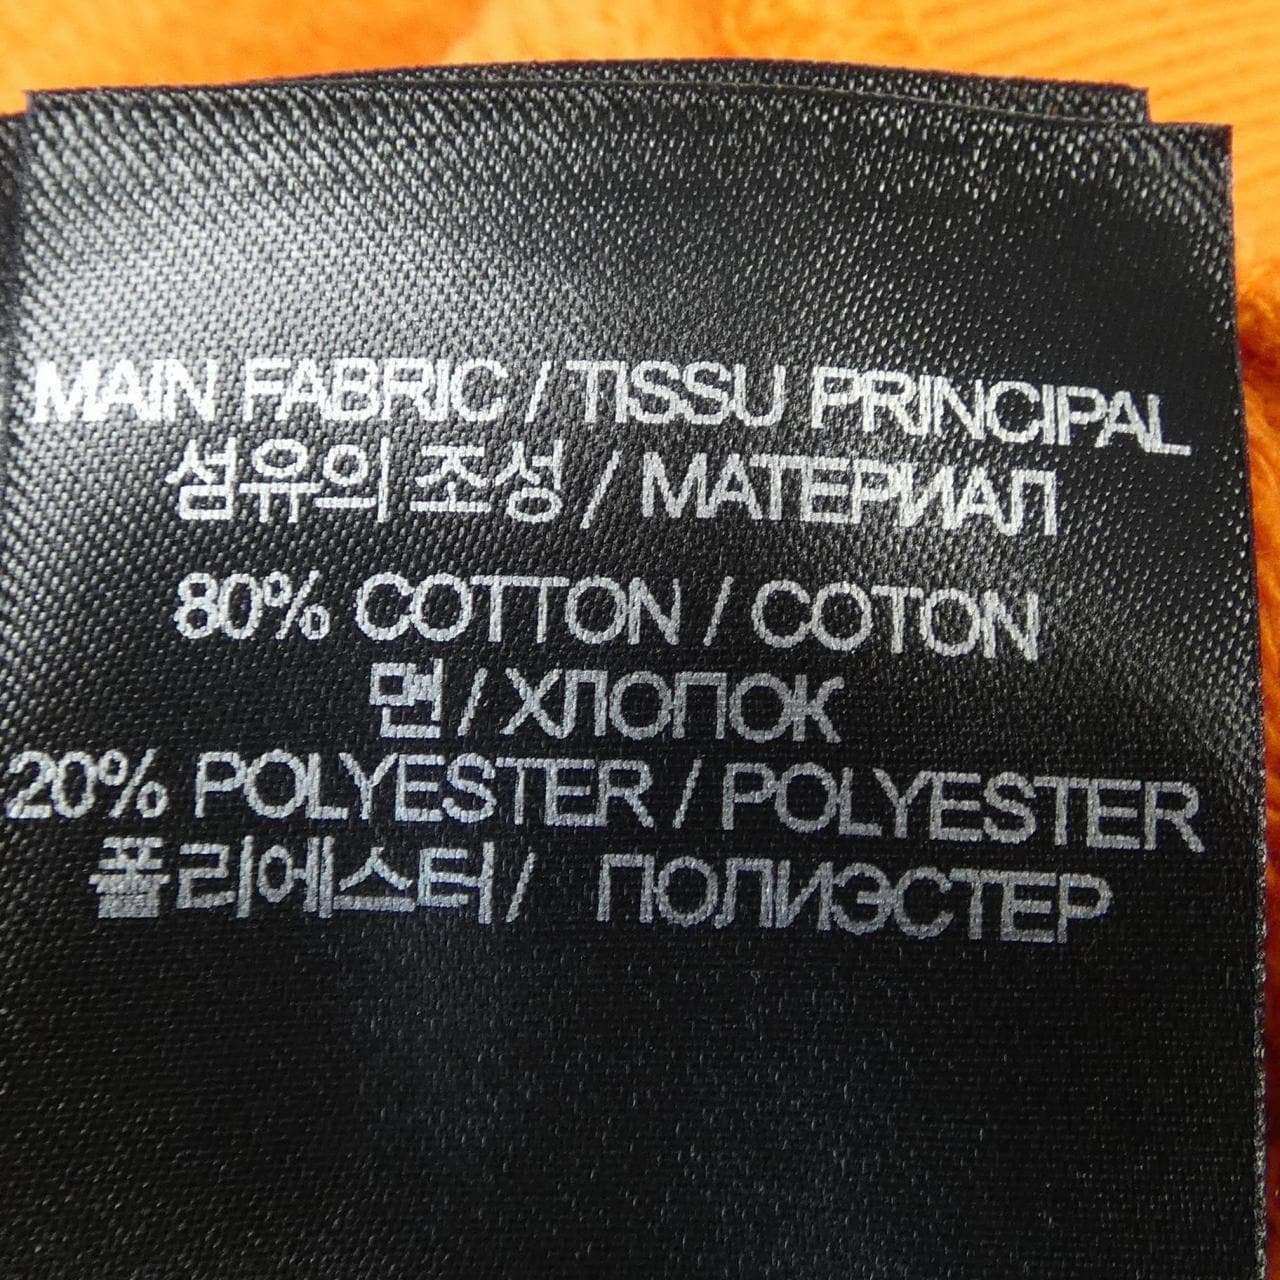 MAIN FABRIC / TISSU PRINCIPAL
섬유의 조성 / МАТЕРИАЛ
80% COTTON / COTON
면 / ХЛОПОК
20% POLYESTER / POLYESTER
폴리에스터 / ПОЛИЭСТЕР